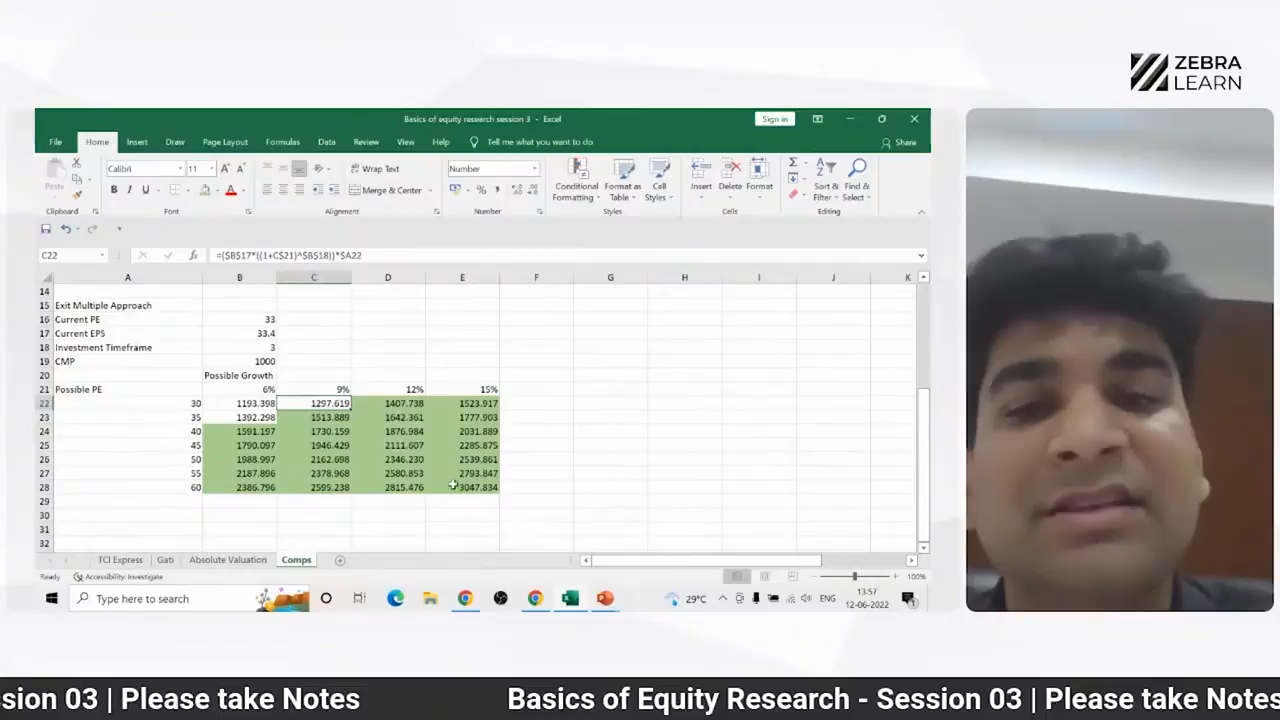 ZEBRA
LEARN
Basics of equity research session 3 - Excel
Sign in
File Home Insert Draw Page Layout Formulas Data Review View Help Tell me what you want to do
Share
Paste
Calibri 11
Wrap Text
Number
B I U
Merge & Center
Conditional Formatting
Format as Table
Cell Styles
Insert Delete Format
Sort & Filter
Find & Select
Clipboard Font Alignment Number Styles Cells Editing
C22 fx =($B$17*((1+C$21)^$B$18))*$A22
A B C D E F G H I J K
14
15 Exit Multiple Approach
16 Current PE 33
17 Current EPS 33.4
18 Investment Timeframe 3
19 CMP 1000
20 Possible Growth
21 Possible PE 6% 9% 12% 15%
22 30 1193.398 1297.619 1407.738 1523.917
23 35 1392.298 1513.889 1642.361 1777.903
24 40 1591.197 1730.159 1876.984 2031.889
25 45 1790.097 1946.429 2111.607 2285.875
26 50 1988.997 2162.698 2346.230 2539.861
27 55 2187.896 2378.968 2580.853 2793.847
28 60 2386.796 2595.238 2815.476 3047.834
29
30
31
32
TCI Express Gati Absolute Valuation Comps
Ready Accessibility: Investigate 100%
Type here to search
29°C ENG
13:57
12-06-2022
ssion 03 | Please take Notes Basics of Equity Research - Session 03 | Please take Notes